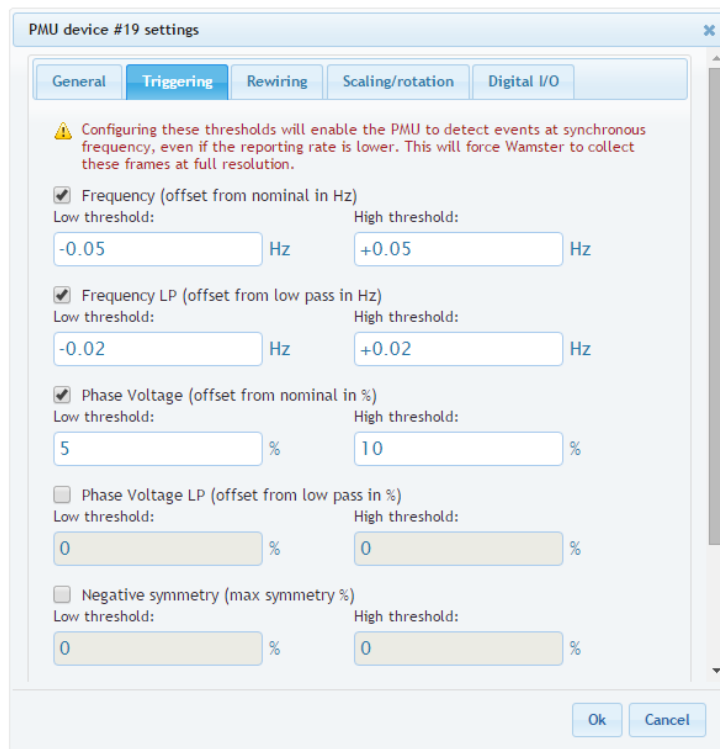 PMU device #19 settings
General Triggering Rewiring Scaling/rotation Digital I/O
Configuring these thresholds will enable the PMU to detect events at synchronous
frequency, even if the reporting rate is lower. This will force Wamster to collect
these frames at full resolution.
Frequency (offset from nominal in Hz)
Low threshold: High threshold:
-0.05 Hz +0.05 Hz
Frequency LP (offset from low pass in Hz)
Low threshold: High threshold:
-0.02 Hz +0.02 Hz
Phase Voltage (offset from nominal in %)
Low threshold: High threshold:
5 % 10 %
Phase Voltage LP (offset from low pass in %)
Low threshold: High threshold:
0 % 0 %
Negative symmetry (max symmetry %)
Low threshold: High threshold:
0 % 0 %
Ok Cancel